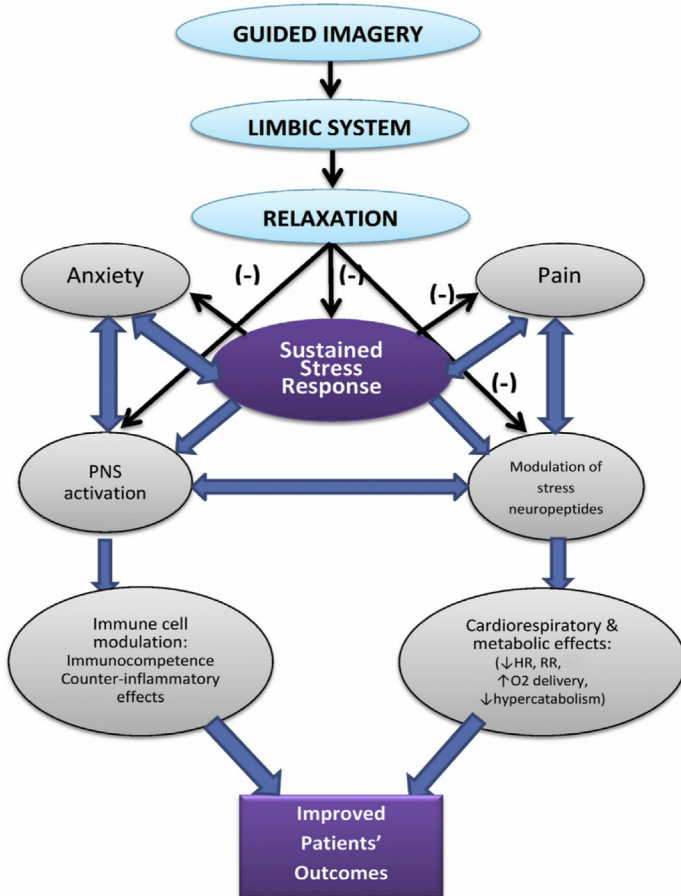 GUIDED IMAGERY
LIMBIC SYSTEM
RELAXATION
Anxiety
(-)
(-)
(-)
Pain
Sustained
Stress
Response
(-)
PNS
activation
Modulation of
stress
neuropeptides
Immune cell
modulation:
Immunocompetence
Counter-inflammatory
effects
Cardiorespiratory &
metabolic effects:
(↓HR, RR,
↑O2 delivery,
↓hypercatabolism)
Improved
Patients’
Outcomes